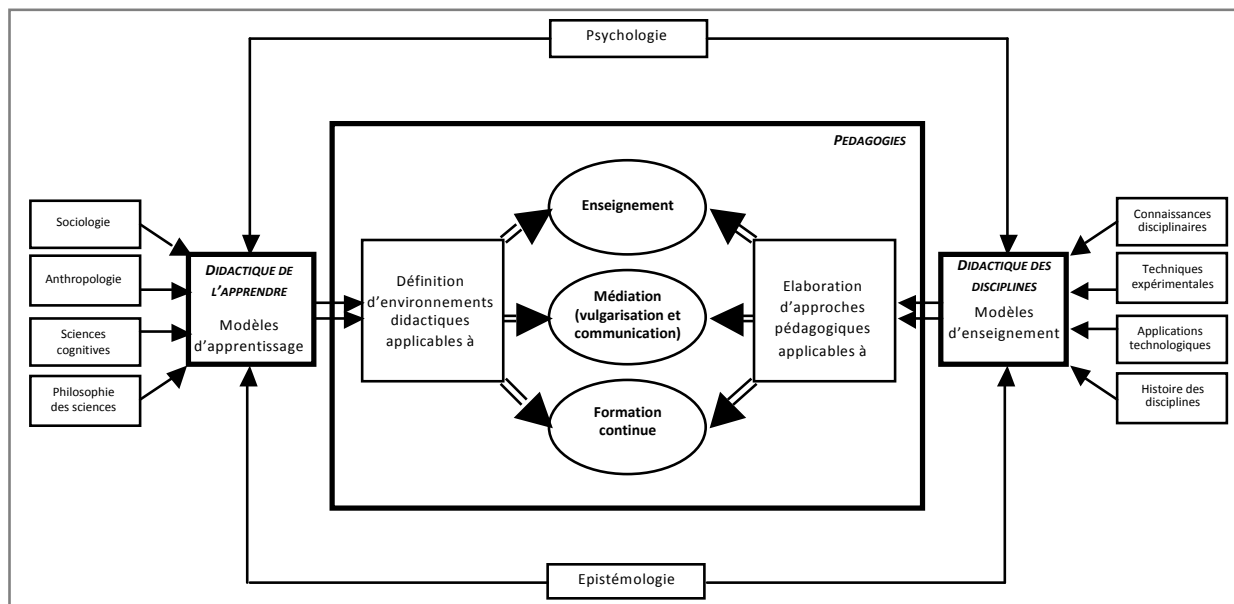 Psychologie
PEDAGOGIES
Sociologie
Anthropologie
Sciences
cognitives
Philosophie
des sciences
DIDACTIQUE DE
L'APPRENDRE
Modèles
d'apprentissage
Définition
d'environnements
didactiques
applicables à
Enseignement
Médiation
(vulgarisation et
communication)
Formation
continue
Elaboration
d'approches
pédagogiques
applicables à
DIDACTIQUE DES
DISCIPLINES
Modèles
d'enseignement
Connaissances
disciplinaires
Techniques
expérimentales
Applications
technologiques
Histoire des
disciplines
Epistémologie